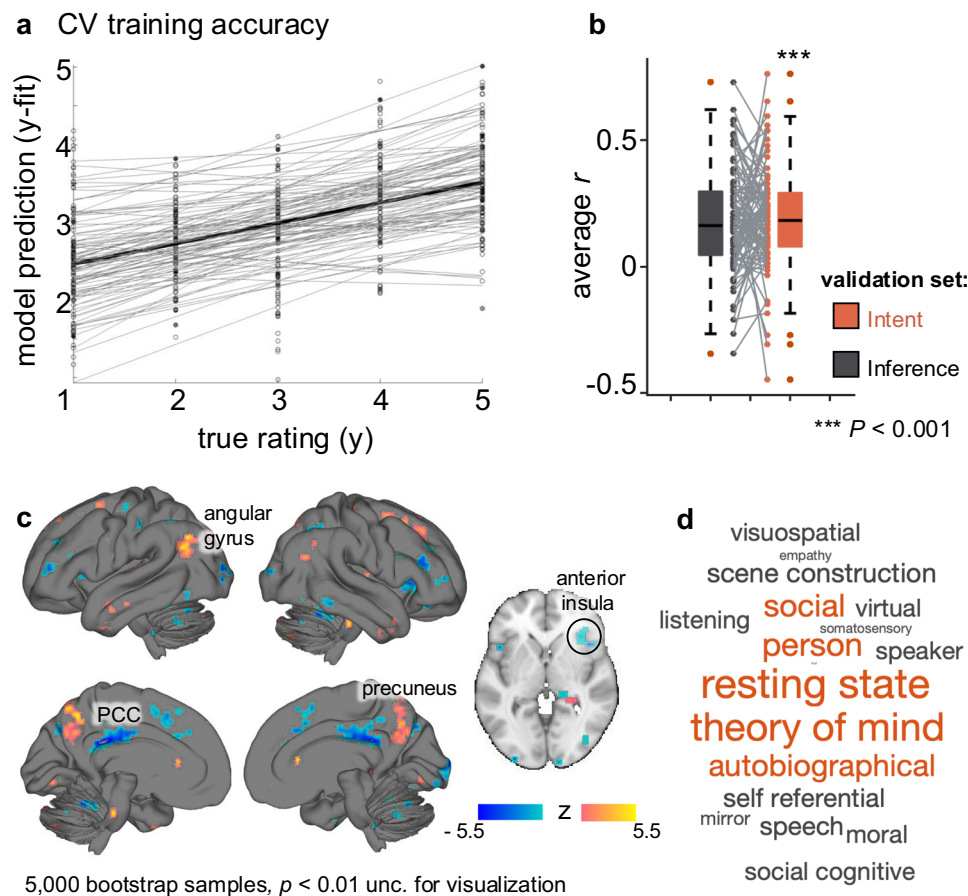 a CV training accuracy
model prediction (y-fit)
5
4
3
2
1 2 3 4 5
true rating (y)
b
***
average r
0.5
0
-0.5
validation set:
Intent
Inference
*** P < 0.001
c
angular
gyrus
PCC
precuneus
anterior
insula
- 5.5 z 5.5
5,000 bootstrap samples, p < 0.01 unc. for visualization
d
visuospatial
empathy
scene construction
social virtual
listening
somatosensory
person speaker
resting state
theory of mind
autobiographical
self referential
mirror speech moral
social cognitive